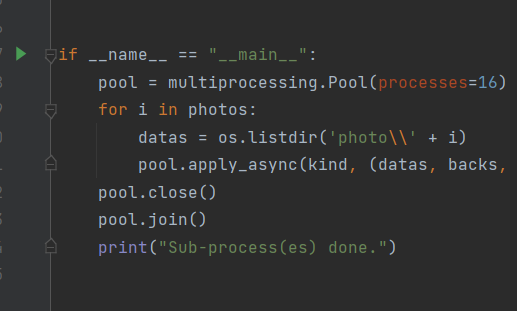 if __name__ == "__main__":
    pool = multiprocessing.Pool(processes=16)
    for i in photos:
        datas = os.listdir('photo\\' + i)
        pool.apply_async(kind, (datas, backs,
    pool.close()
    pool.join()
    print("Sub-process(es) done.")